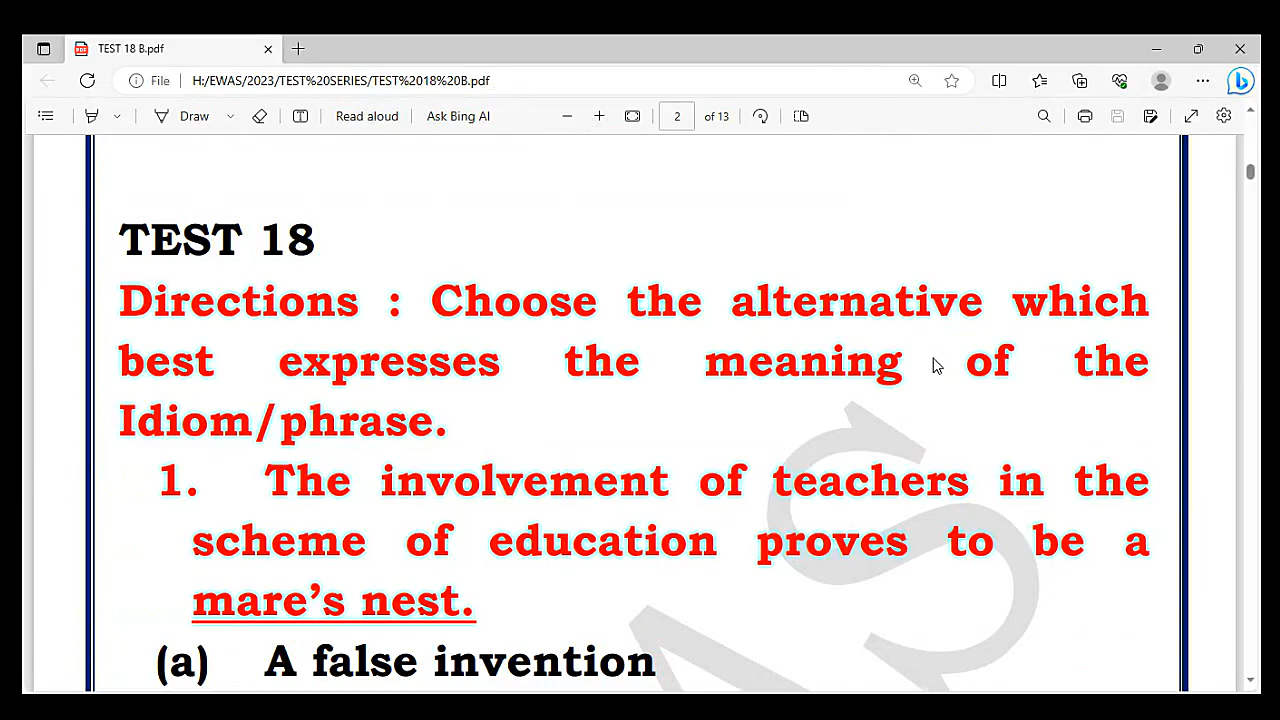 TEST 18 B.pdf
File H:/EWAS/2023/TEST%20SERIES/TEST%2018%20B.pdf
Draw Read aloud Ask Bing AI 2 of 13
TEST 18
Directions : Choose the alternative which
best expresses the meaning of the
Idiom/phrase.
1. The involvement of teachers in the
scheme of education proves to be a
mare’s nest.
(a) A false invention